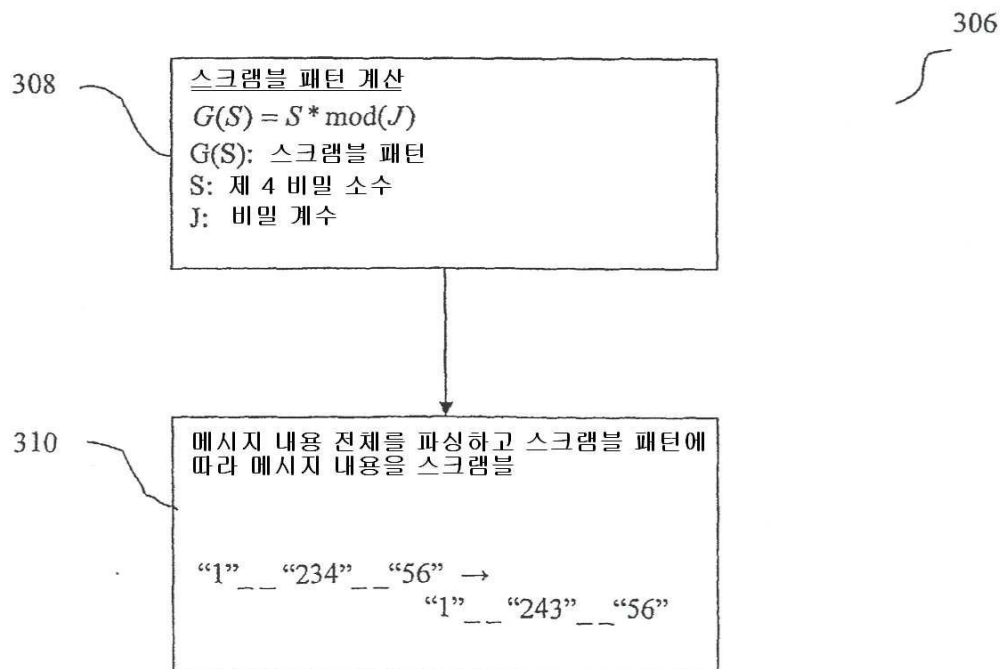 306
308
스크램블 패턴 계산
G(S) = S * mod(J)
G(S): 스크램블 패턴
S: 제 4 비밀 소수
J: 비밀 계수
310
메시지 내용 전체를 파싱하고 스크램블 패턴에
따라 메시지 내용을 스크램블
“1”_ _ “234”_ _“56” →
“1”_ _ “243”_ _“56”